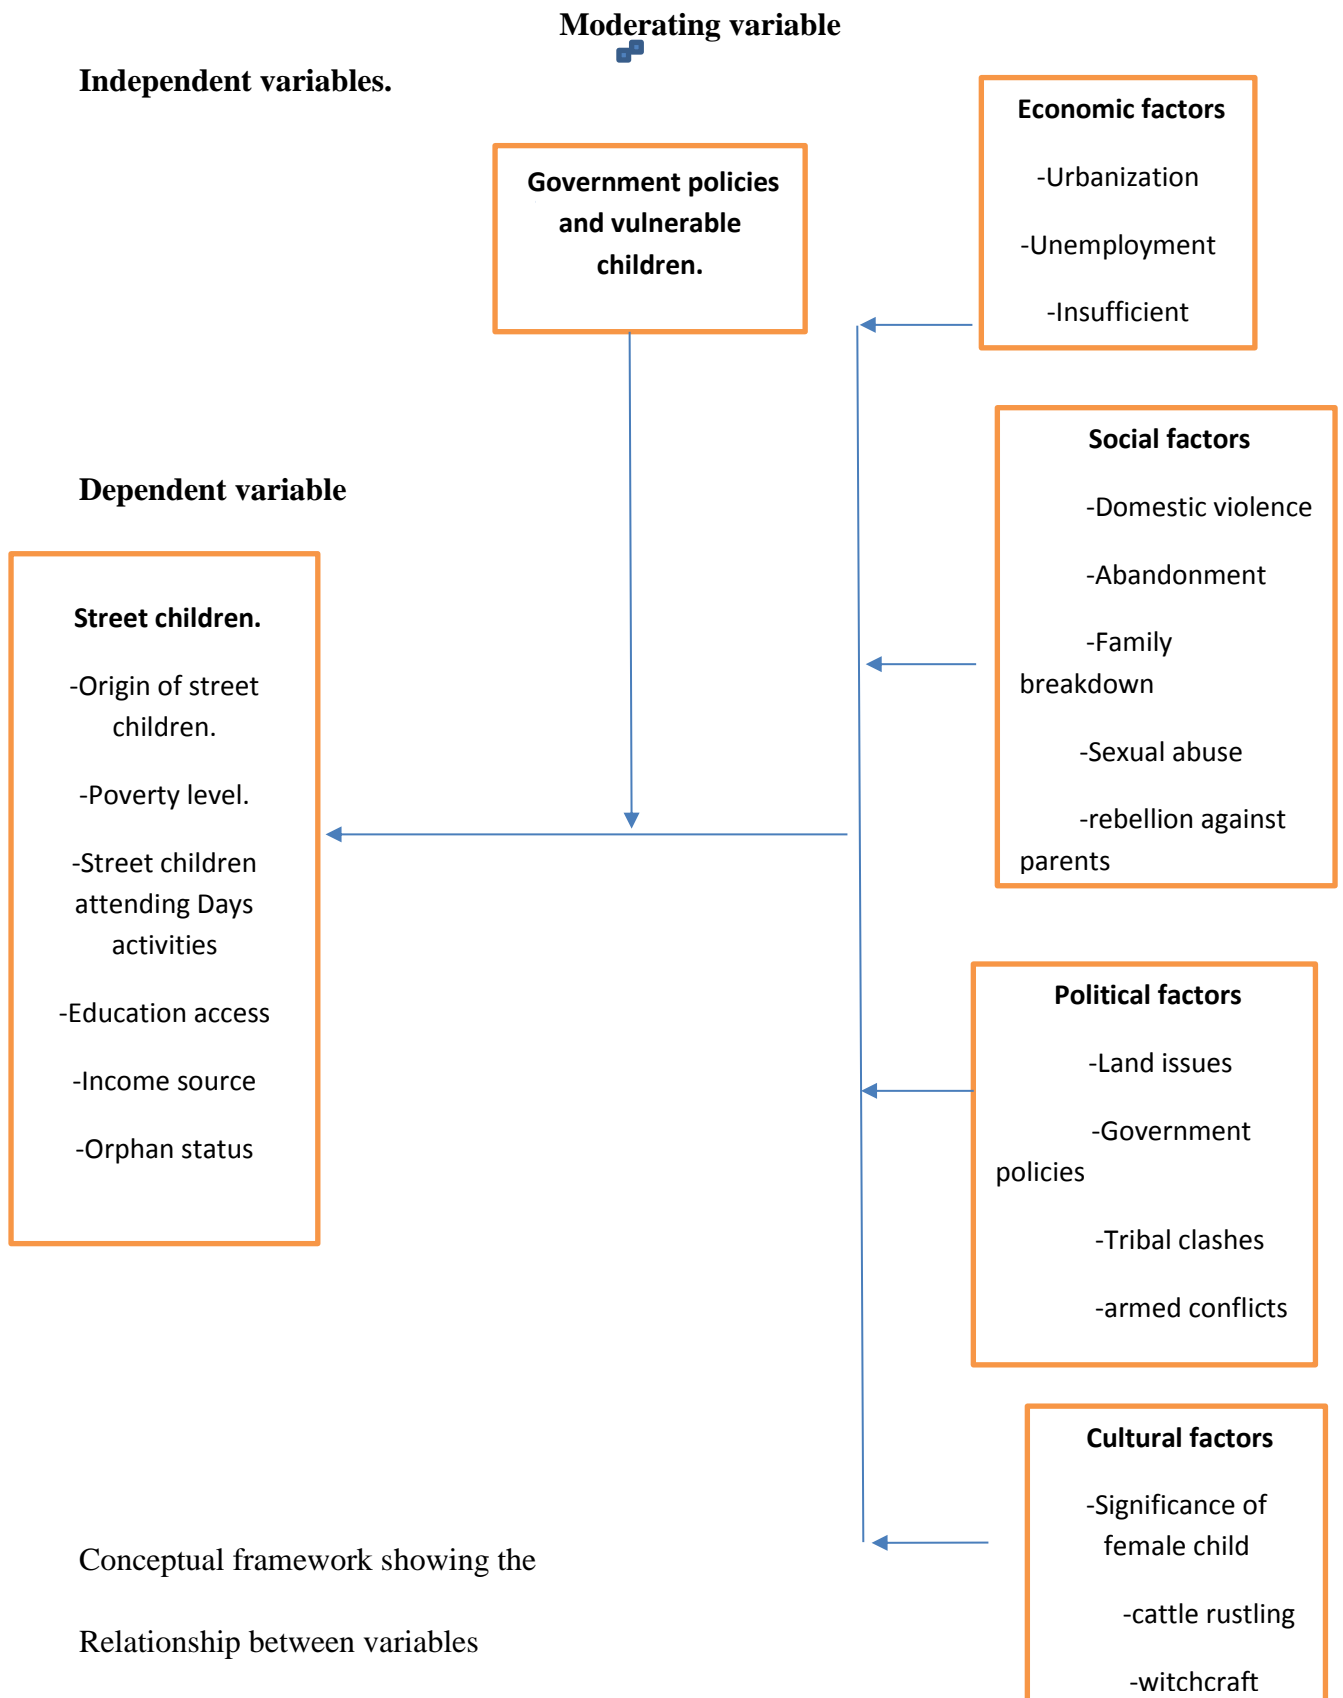 Moderating variable
Independent variables.
Economic factors
-Urbanization
-Unemployment
-Insufficient
Government policies
and vulnerable
children.
Social factors
-Domestic violence
-Abandonment
-Family
breakdown
-Sexual abuse
-rebellion against
parents
Dependent variable
Street children.
-Origin of street
children.
-Poverty level.
-Street children
attending Days
activities
-Education access
-Income source
-Orphan status
Political factors
-Land issues
-Government
policies
-Tribal clashes
-armed conflicts
Cultural factors
-Significance of
female child
-cattle rustling
-witchcraft
Conceptual framework showing the
Relationship between variables